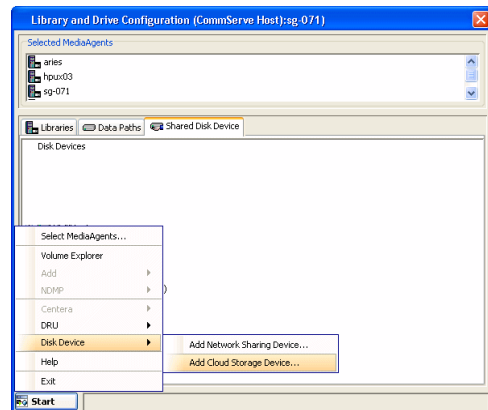 Library and Drive Configuration (CommServe Host):sg-071)
Selected MediaAgents
aries
hpux03
sg-071
Libraries Data Paths Shared Disk Device
Disk Devices
Select MediaAgents...
Volume Explorer
Add
NDMP
)
Centera
DRU
Disk Device
Add Network Sharing Device...
Add Cloud Storage Device...
Help
Exit
Start